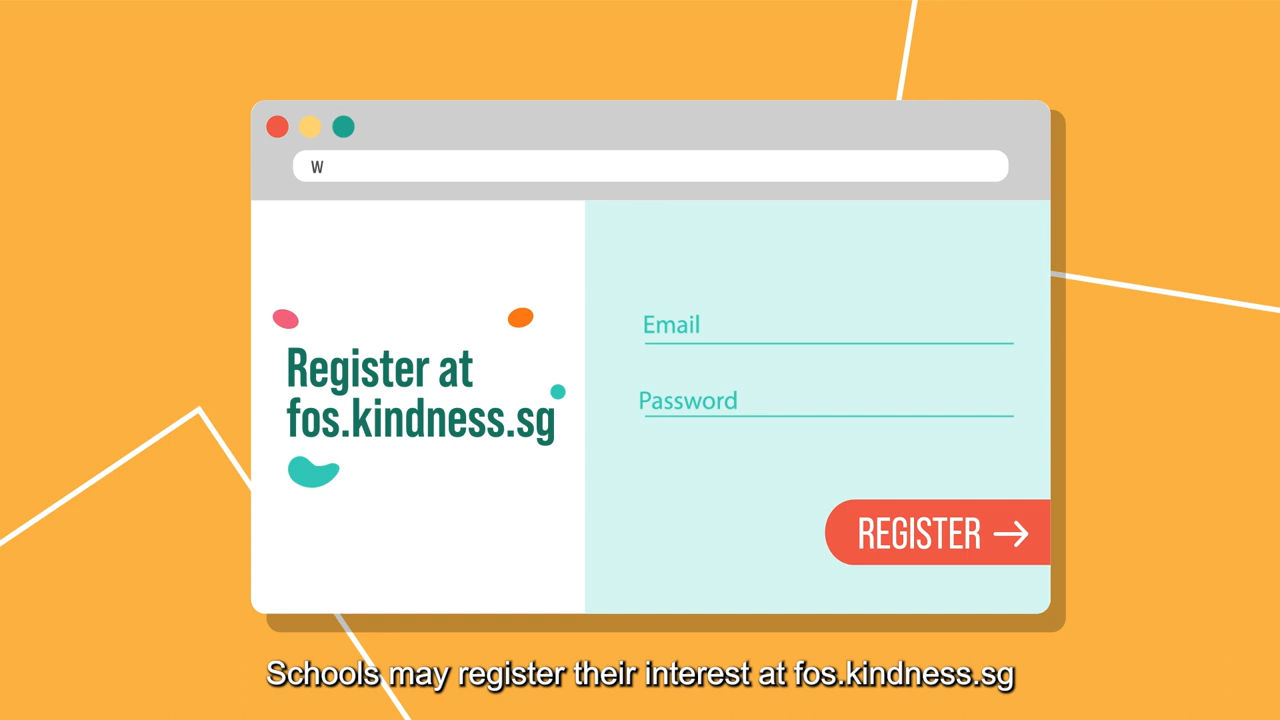 W
Register at
fos.kindness.sg
Email
Password
REGISTER →
Schools may register their interest at fos.kindness.sg